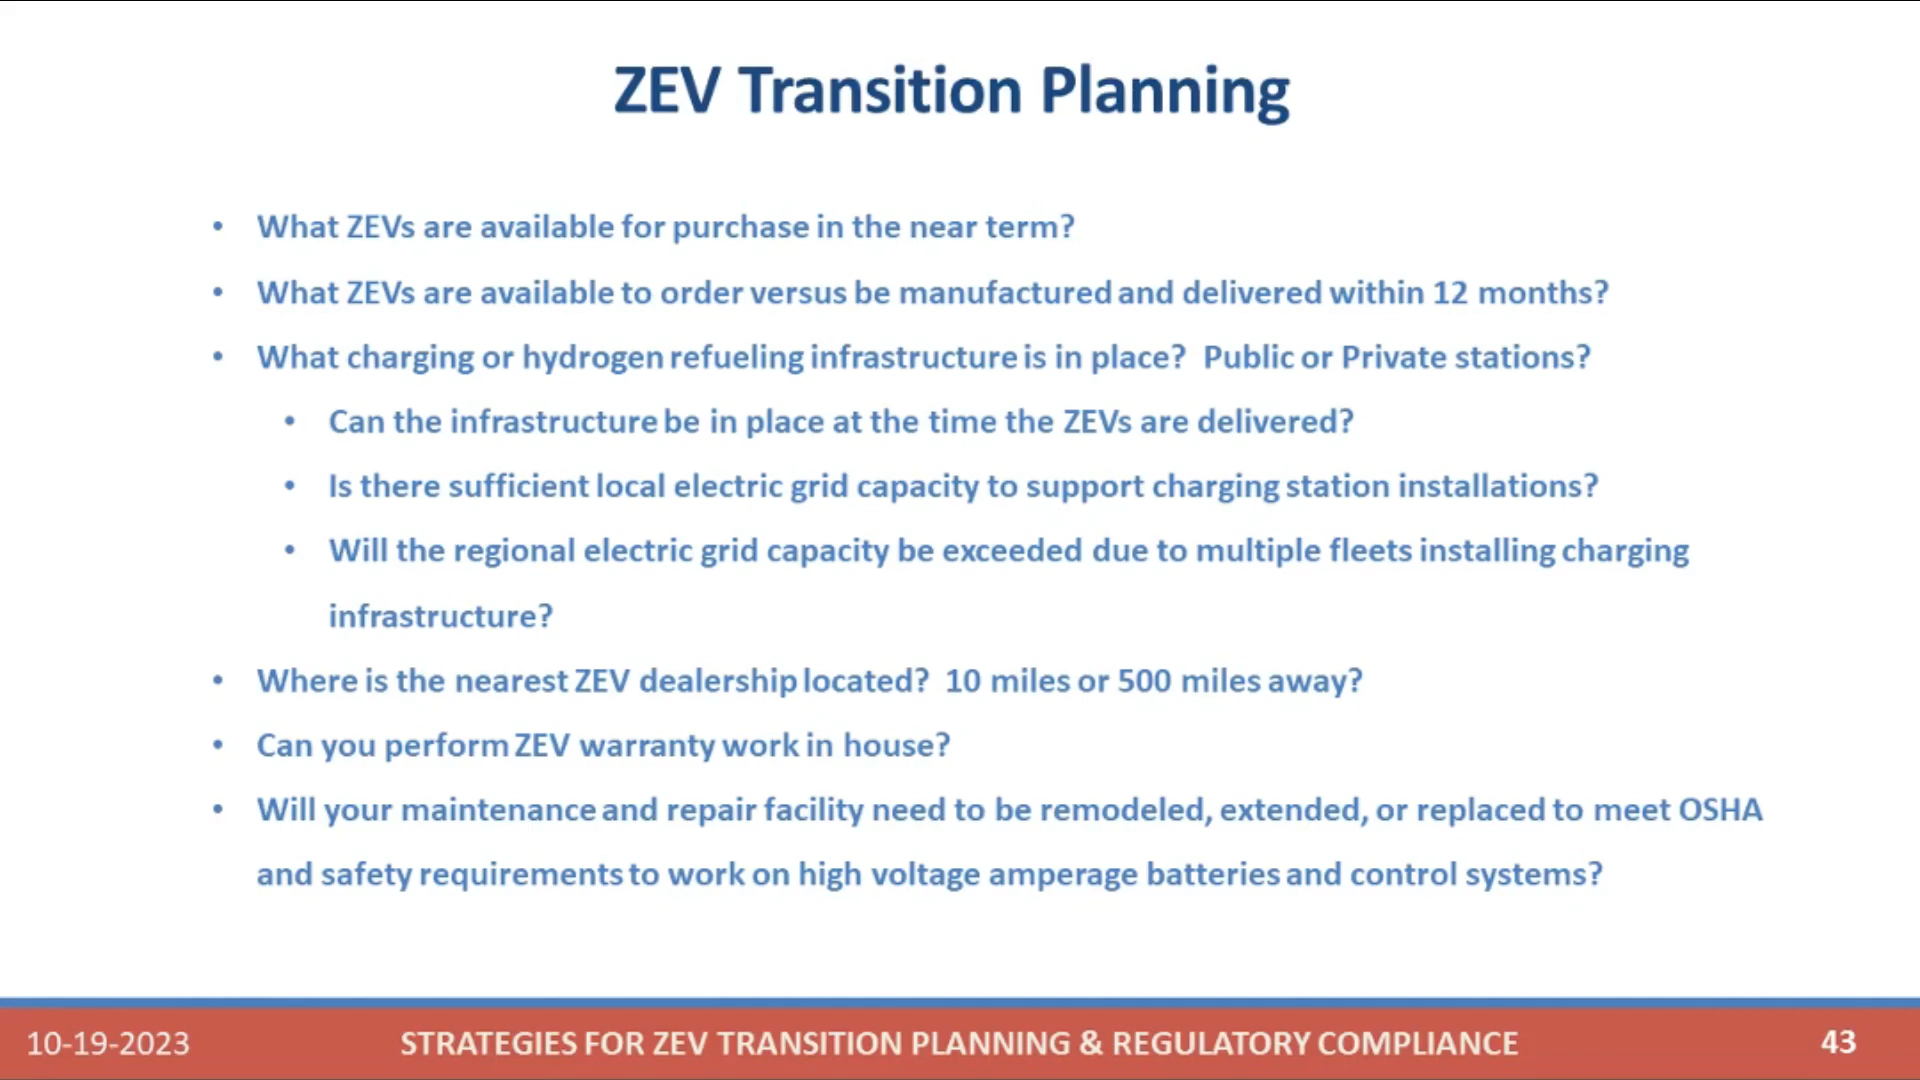 ZEV Transition Planning
• What ZEVs are available for purchase in the near term?
• What ZEVs are available to order versus be manufactured and delivered within 12 months?
• What charging or hydrogen refueling infrastructure is in place?  Public or Private stations?
• Can the infrastructure be in place at the time the ZEVs are delivered?
• Is there sufficient local electric grid capacity to support charging station installations?
• Will the regional electric grid capacity be exceeded due to multiple fleets installing charging
infrastructure?
• Where is the nearest ZEV dealership located?  10 miles or 500 miles away?
• Can you perform ZEV warranty work in house?
• Will your maintenance and repair facility need to be remodeled, extended, or replaced to meet OSHA
and safety requirements to work on high voltage amperage batteries and control systems?
10-19-2023 STRATEGIES FOR ZEV TRANSITION PLANNING & REGULATORY COMPLIANCE 43